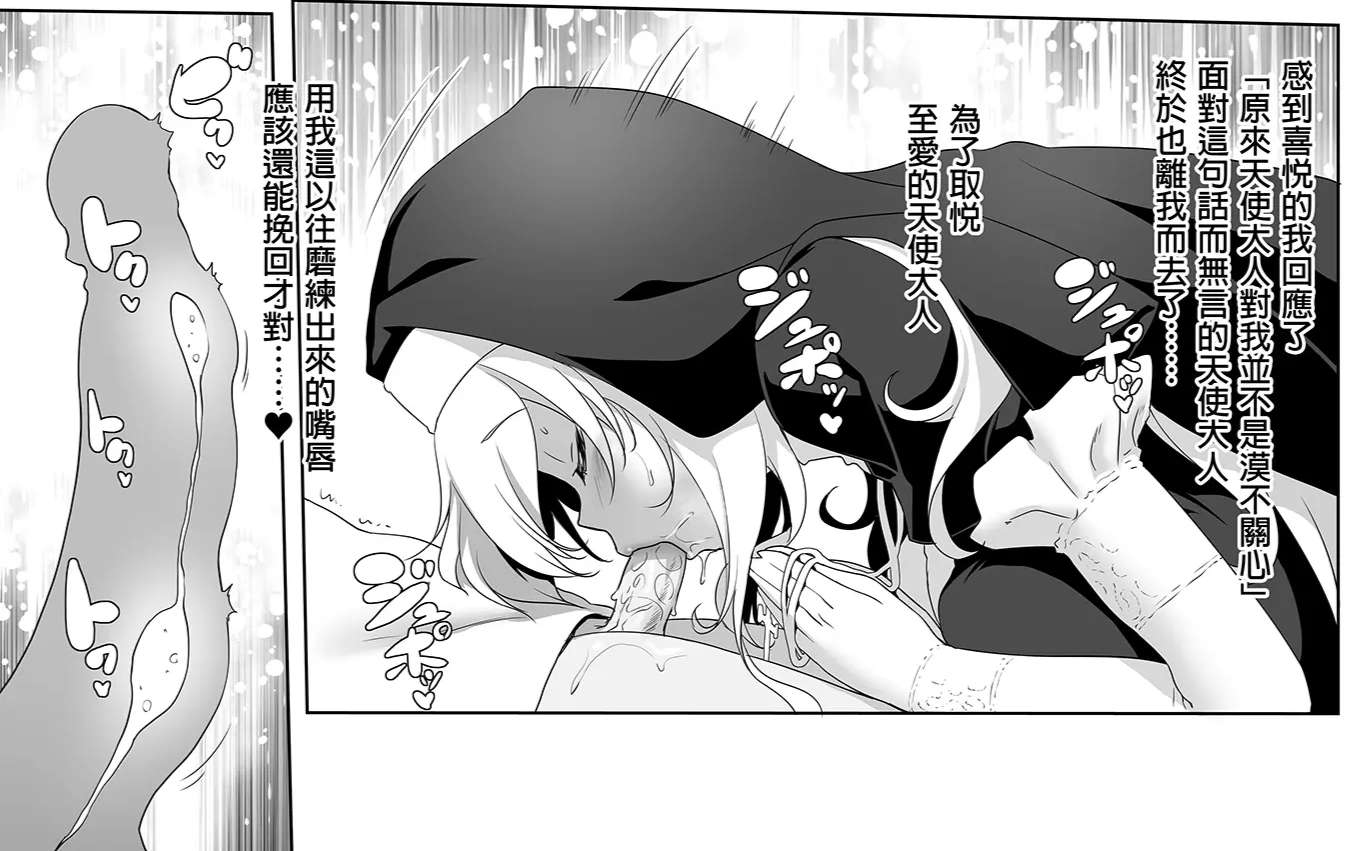 感到喜悅的我回應了
「原來天使大人對我並不是漠不關心」
面對這句話而無言的天使大人
終於也離我而去了……
為了取悅
至愛的天使大人
ジュポッ♡
ジュポッ♡
ジュポッ♡
用我這以往磨練出來的嘴唇
應該還能挽回才對……♥
ビュッ♡
トクッ♡
トクッ♡
トクッ♡